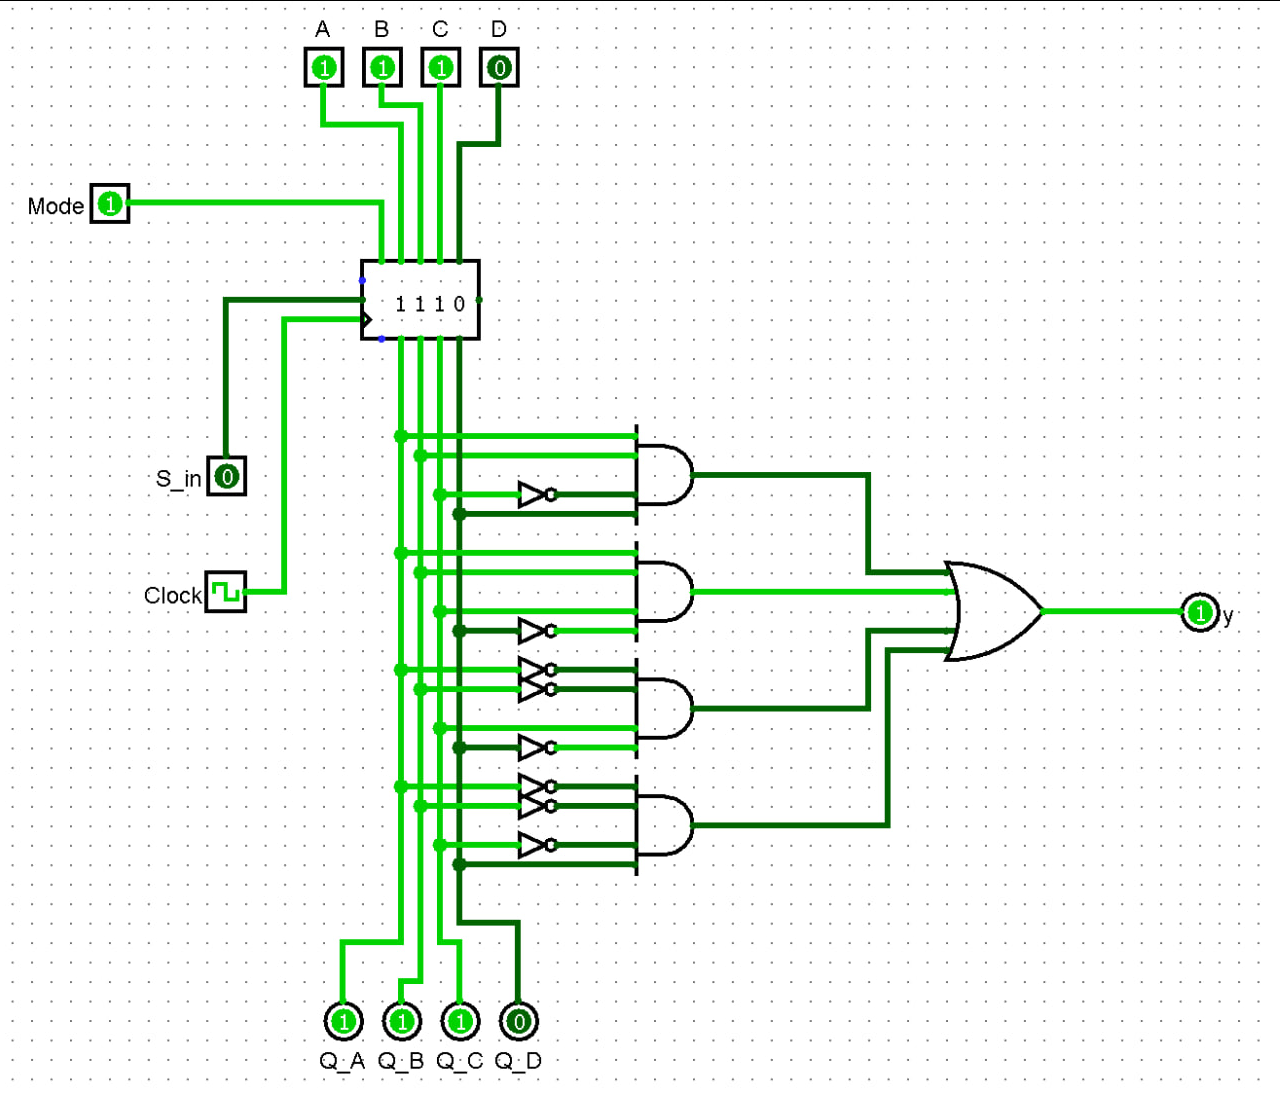 A B C D
1 1 1 0
Mode 1
1 1 1 0
S_in 0
Clock
1 y
1 1 1 0
Q_A Q_B Q_C Q_D